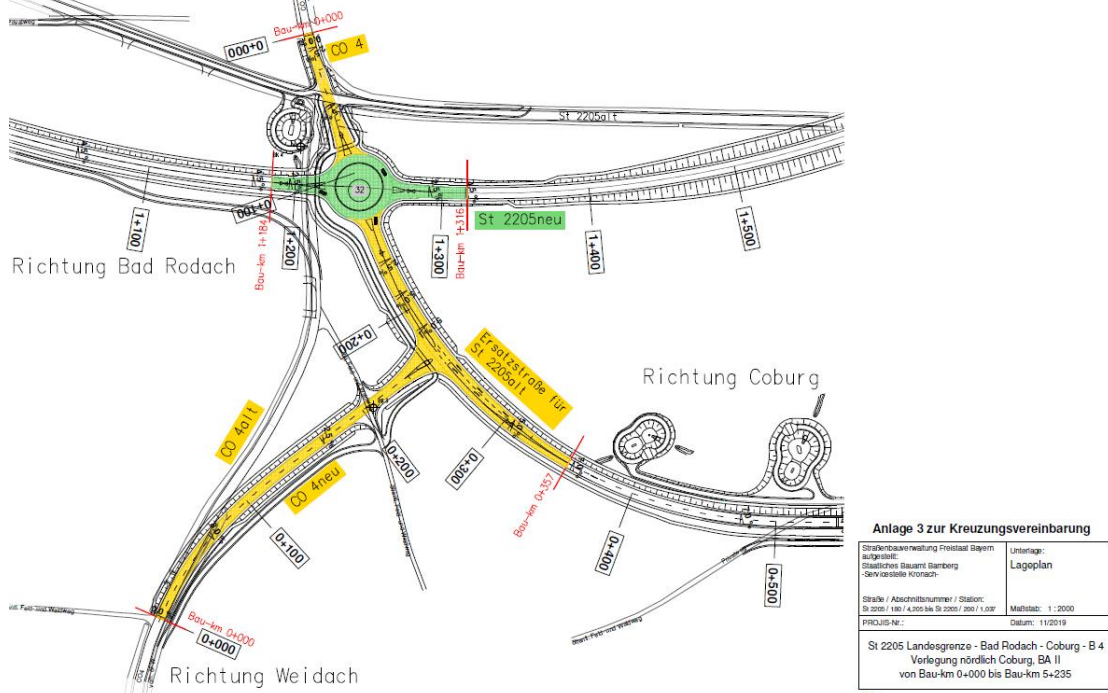 Bau-km 0+000
0+000
CO 4
St 2205alt
32
0+100
1+100
Bau-km 1+184
1+200
1+300
Bau-km 1+316
St 2205neu
1+400
1+500
Richtung Bad Rodach
0+200
Ersatzstraße für
St 2205alt
Richtung Coburg
CO 4alt
0+200
0+300
CO 4neu
Bau-km 0+357
0+100
0+400
0+500
Bau-km 0+000
0+000
Richtung Weidach
Anlage 3 zur Kreuzungsvereinbarung
Straßenbauverwaltung Freistaat Bayern
aufgestellt:
Staatliches Bauamt Bamberg
-Servicestelle Kronach-
Unterlage:
Lageplan
Straße / Abschnittsnummer / Station:
Maßstab: 1 : 2000
PROJIS-Nr.:
Datum: 11/2019
St 2205 Landesgrenze - Bad Rodach - Coburg - B 4
Verlegung nördlich Coburg, BA II
von Bau-km 0+000 bis Bau-km 5+235